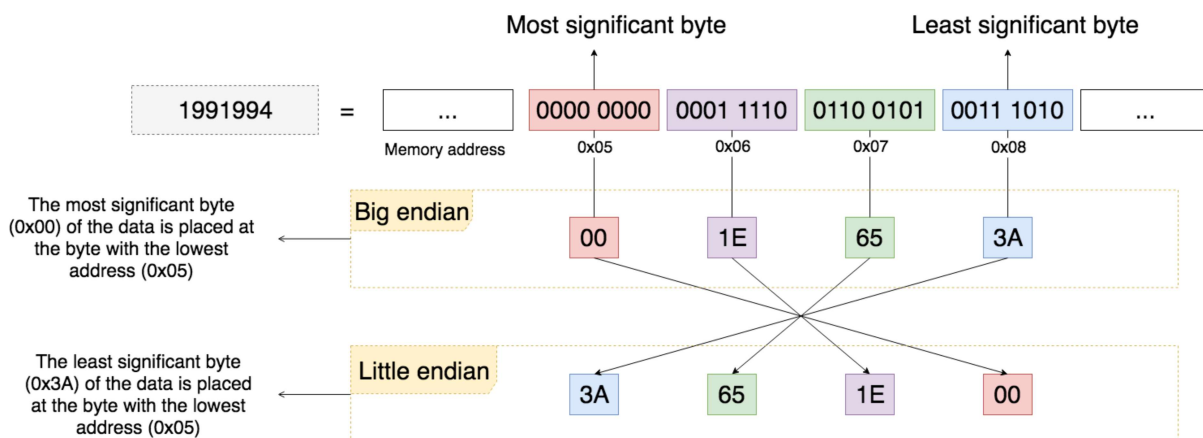 Most significant byte
Least significant byte
1991994
=
...
0000 0000
0001 1110
0110 0101
0011 1010
...
Memory address
0x05
0x06
0x07
0x08
The most significant byte
(0x00) of the data is placed at
the byte with the lowest
address (0x05)
Big endian
00
1E
65
3A
The least significant byte
(0x3A) of the data is placed
at the byte with the lowest
address (0x05)
Little endian
3A
65
1E
00